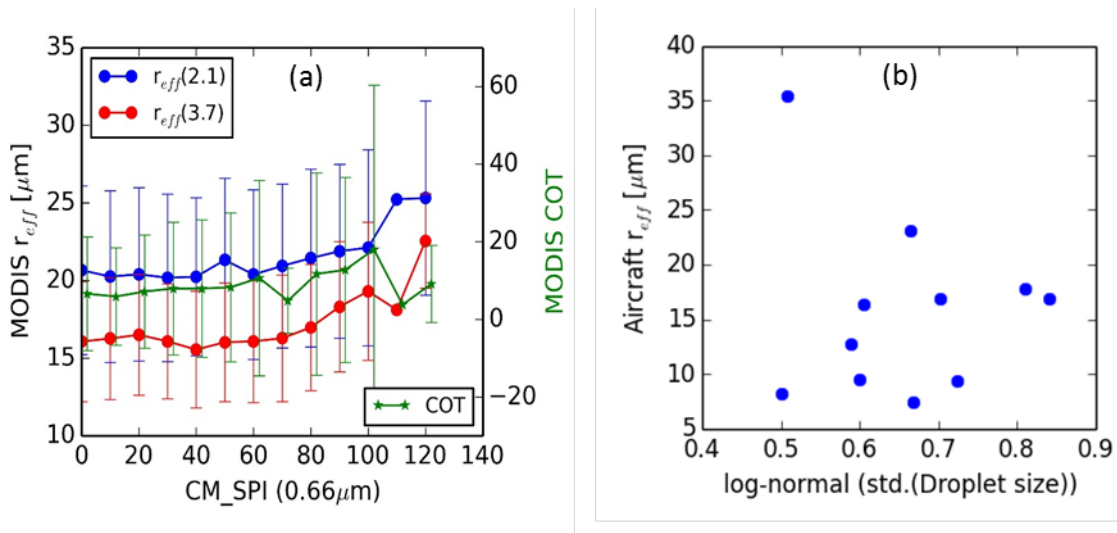 35
30
25
20
15
10
MODIS r_eff [μm]
r_eff(2.1)
r_eff(3.7)
(a)
COT
60
40
20
0
−20
MODIS COT
0 20 40 60 80 100 120 140
CM_SPI (0.66μm)
40
35
30
25
20
15
10
5
Aircraft r_eff [μm]
(b)
0.4 0.5 0.6 0.7 0.8 0.9
log-normal (std.(Droplet size))